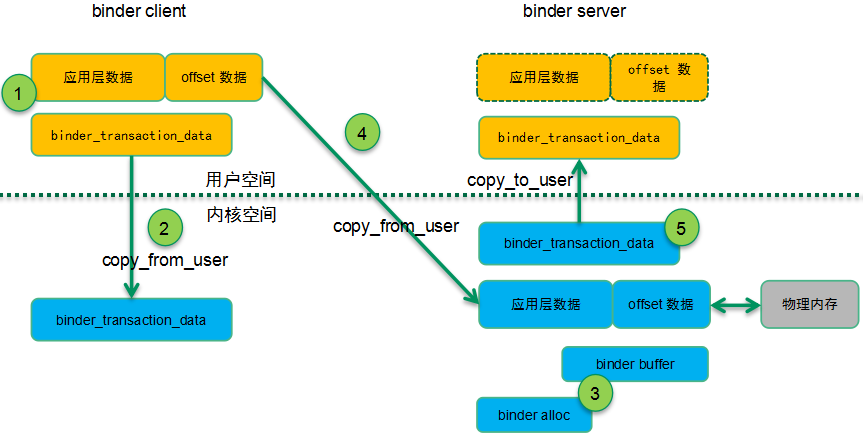 binder client
binder server
应用层数据
offset 数据
应用层数据
offset 数
据
1
binder_transaction_data
4
binder_transaction_data
用户空间
copy_to_user
内核空间
2
copy_from_user
5
binder_transaction_data
copy_from_user
binder_transaction_data
应用层数据
offset 数据
物理内存
binder buffer
3
binder alloc